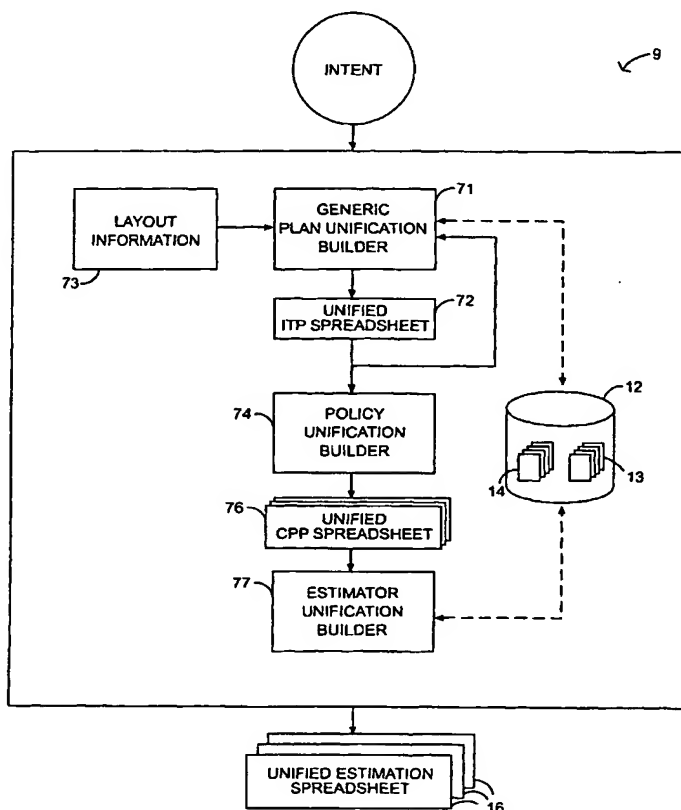 INTENT
9
71
LAYOUT
INFORMATION
73
GENERIC
PLAN UNIFICATION
BUILDER
72
UNIFIED
ITP SPREADSHEET
12
74
POLICY
UNIFICATION
BUILDER
14
13
76
UNIFIED
CPP SPREADSHEET
77
ESTIMATOR
UNIFICATION
BUILDER
UNIFIED ESTIMATION
SPREADSHEET
16